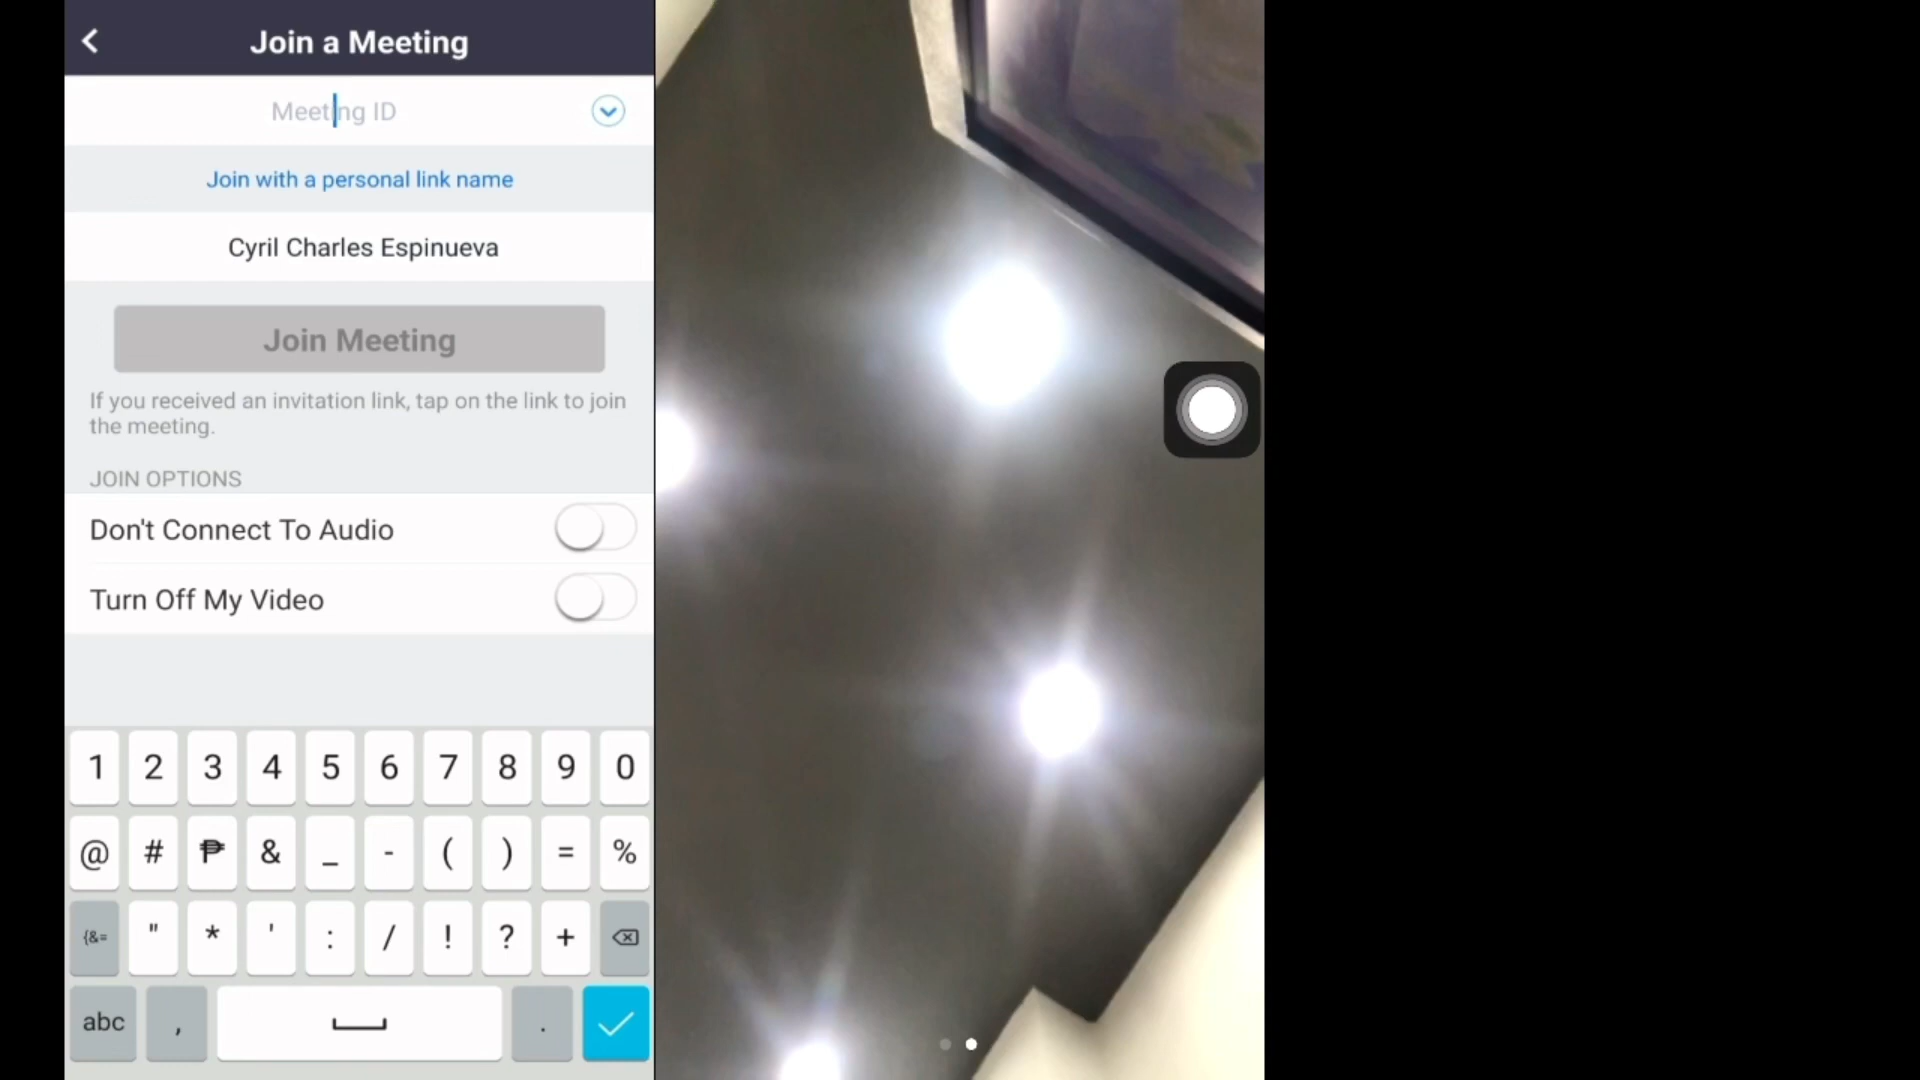 Join a Meeting
Meeting ID
Join with a personal link name
Cyril Charles Espinueva
Join Meeting
If you received an invitation link, tap on the link to join
the meeting.
JOIN OPTIONS
Don't Connect To Audio
Turn Off My Video
1 2 3 4 5 6 7 8 9 0
@ # ₱ & _ - ( ) = %
{&= " * ' : / ! ? +
abc , .